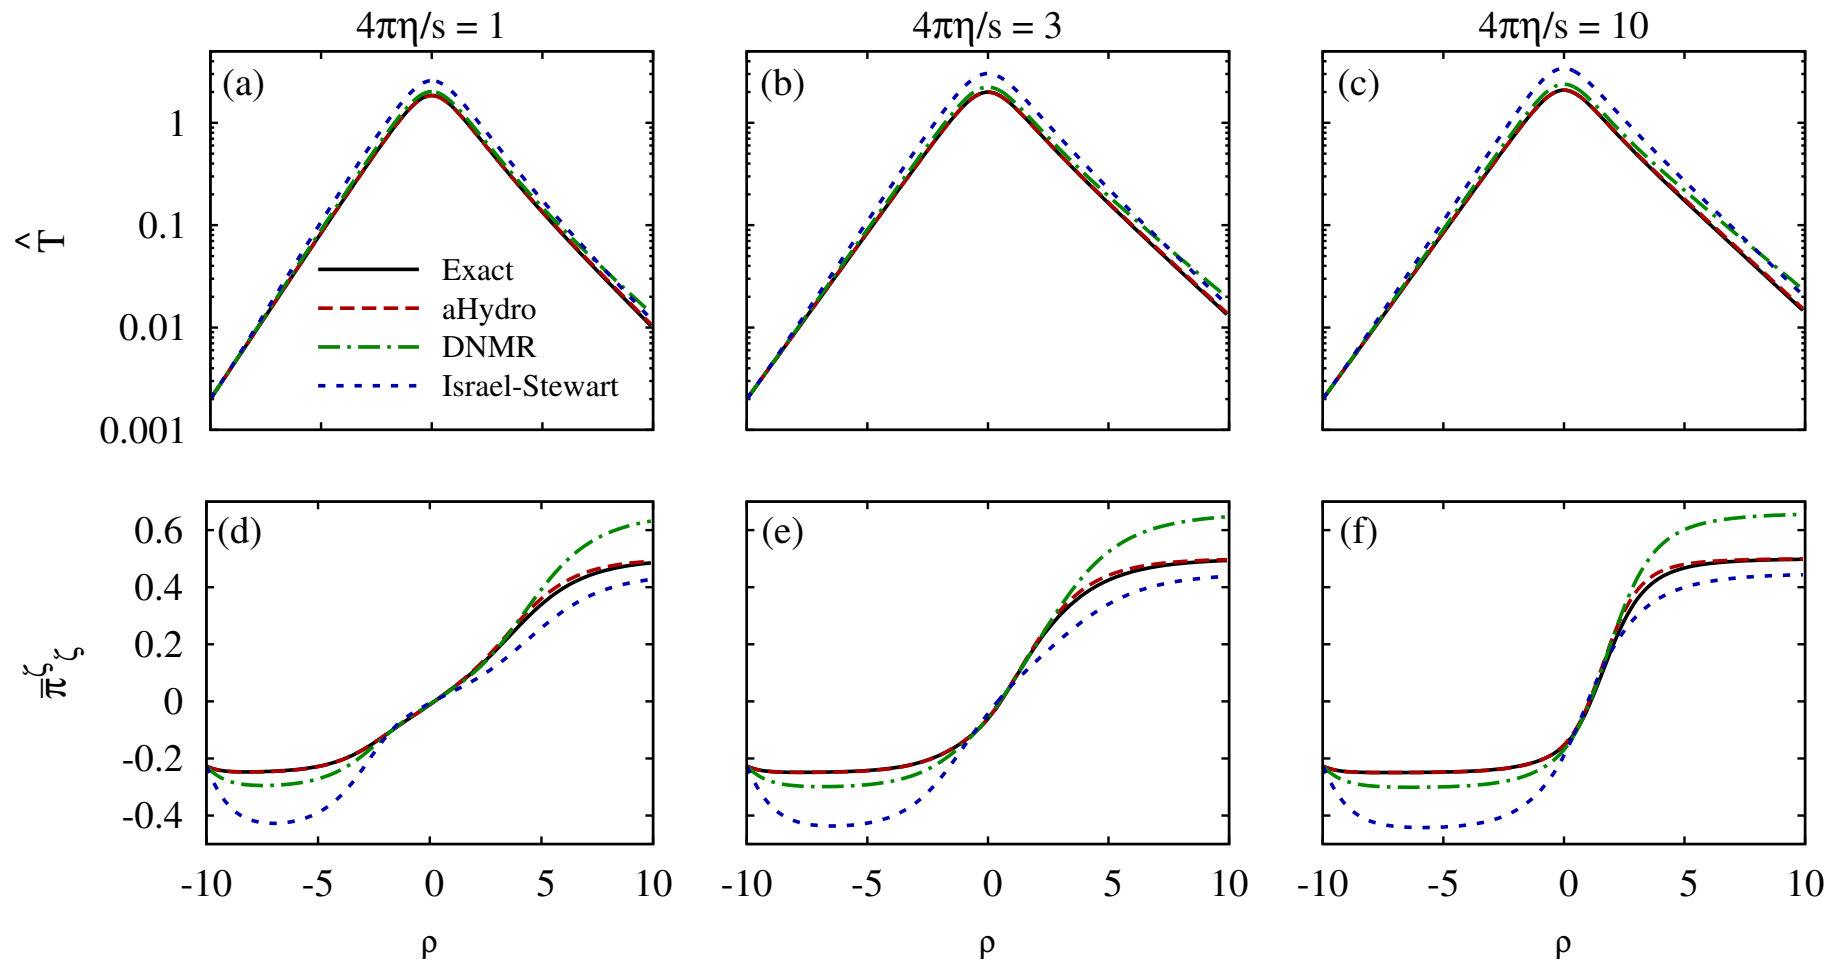 4πη/s = 1 4πη/s = 3 4πη/s = 10
(a) (b) (c)
1
0.1
0.01
0.001
T̂
Exact
aHydro
DNMR
Israel-Stewart
(d) (e) (f)
0.6
0.4
0.2
0
-0.2
-0.4
π̄^ζ_ζ
-10 -5 0 5 10 -10 -5 0 5 10 -10 -5 0 5 10
ρ ρ ρ